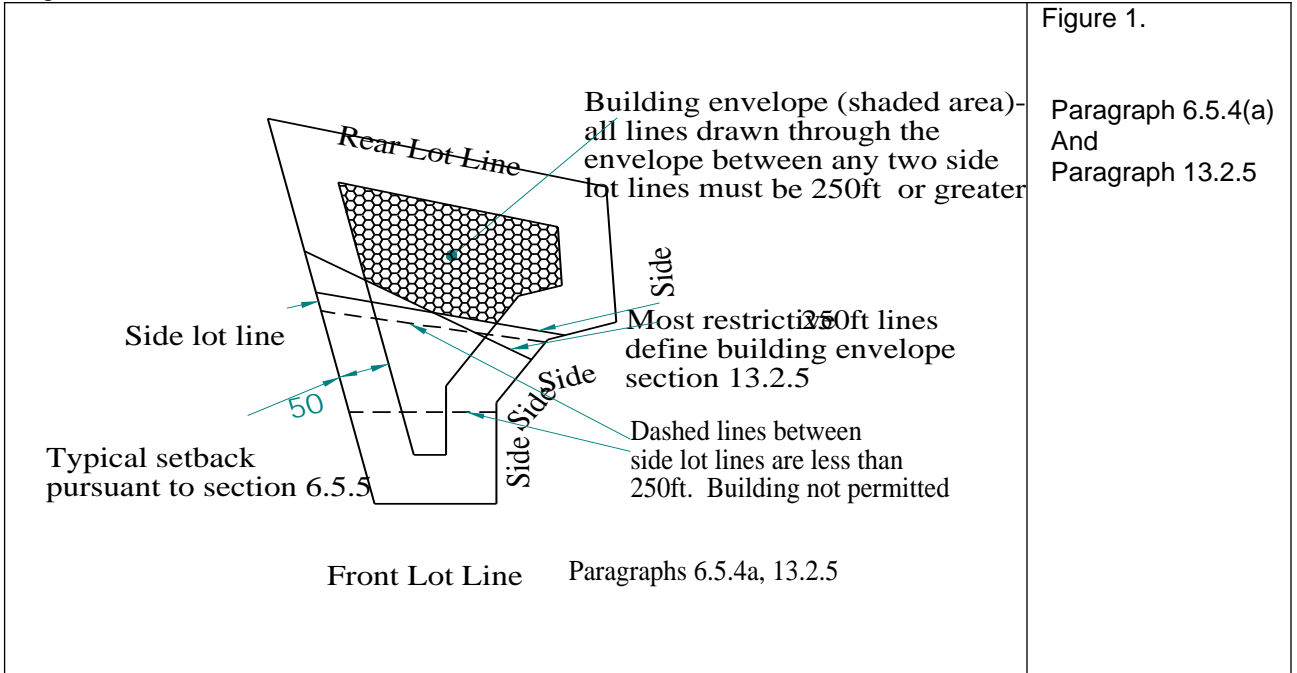 Figure 1.
Paragraph 6.5.4(a)
And
Paragraph 13.2.5
Building envelope (shaded area)-
all lines drawn through the
envelope between any two side
lot lines must be 250ft or greater
Rear Lot Line
Side
Side lot line
Most restrictive 250ft lines
define building envelope
section 13.2.5
Side
Side
Side
50
Dashed lines between
side lot lines are less than
250ft. Building not permitted
Typical setback
pursuant to section 6.5.5
Front Lot Line
Paragraphs 6.5.4a, 13.2.5